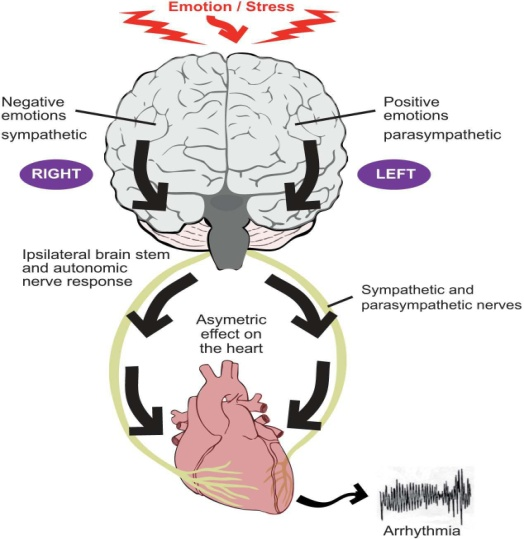 Emotion / Stress
Negative
emotions
sympathetic
Positive
emotions
parasympathetic
RIGHT
LEFT
Ipsilateral brain stem
and autonomic
nerve response
Sympathetic and
parasympathetic nerves
Asymetric
effect on
the heart
Arrhythmia